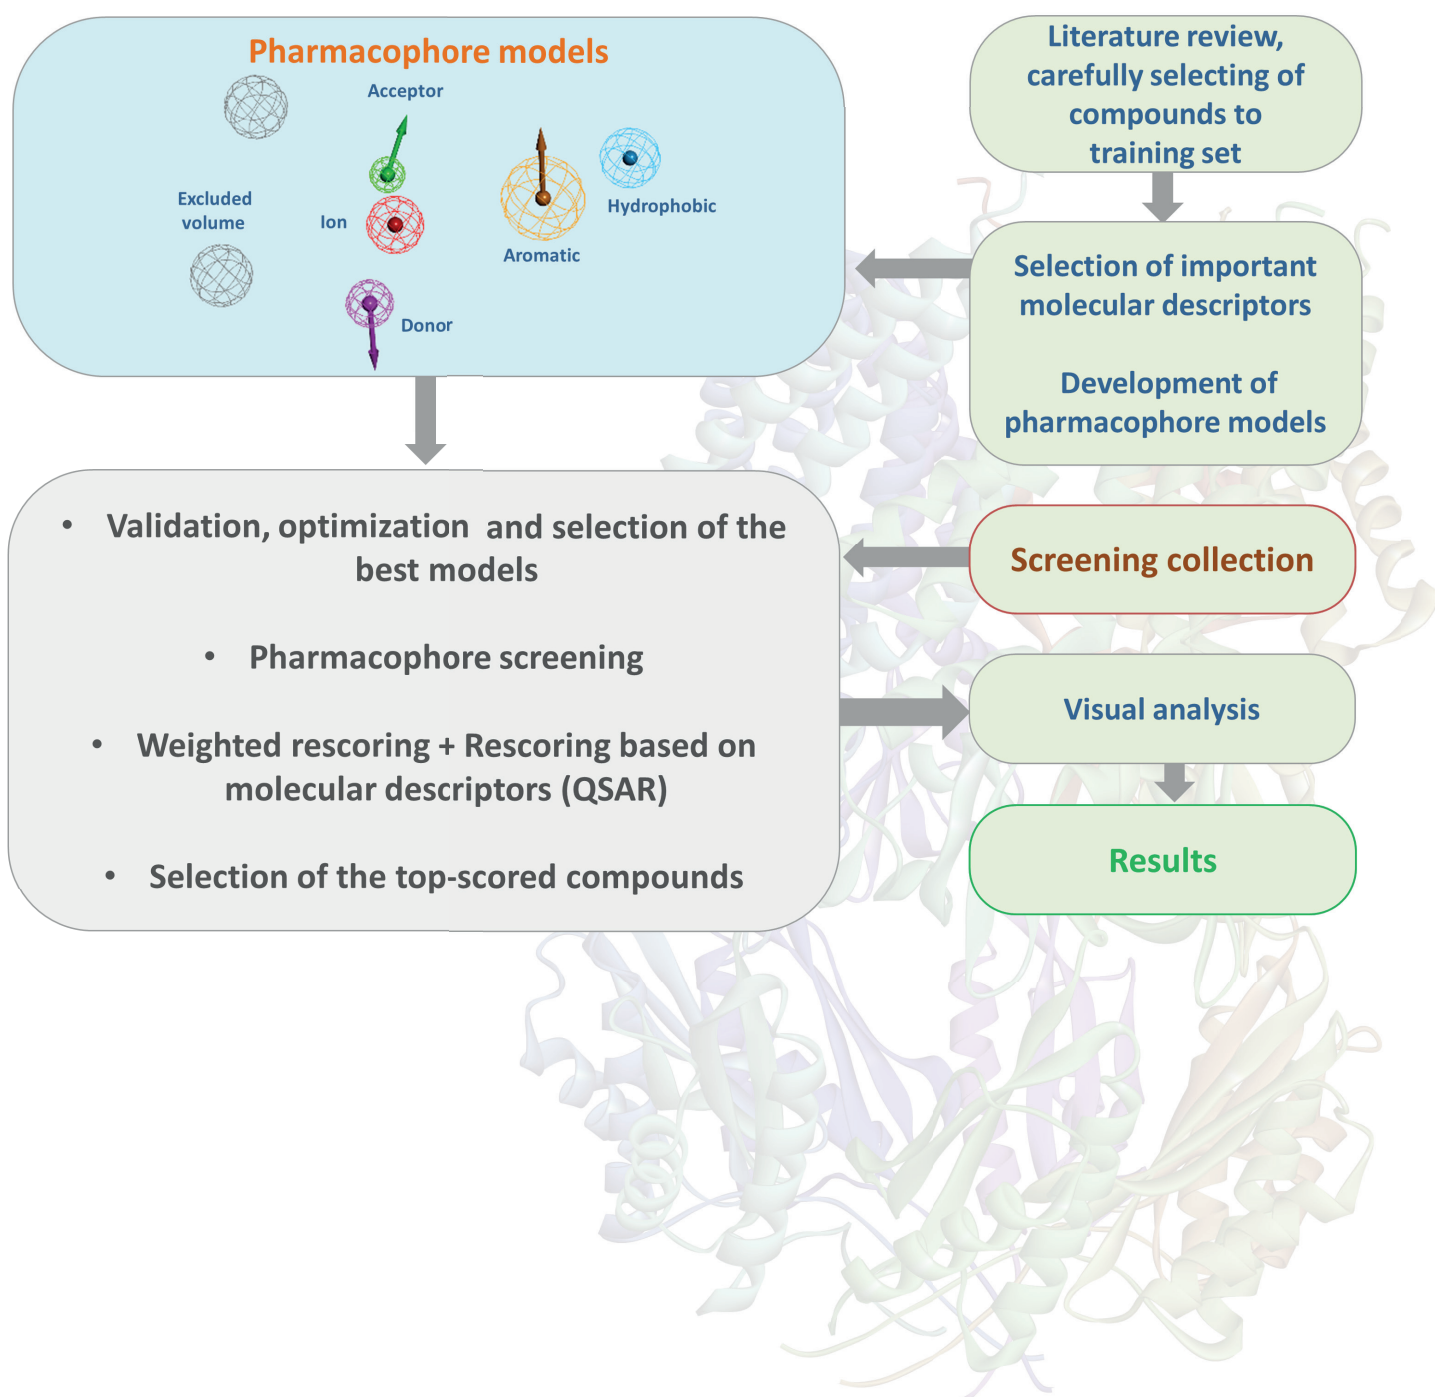 Pharmacophore models
Acceptor
Excluded
volume
Ion
Aromatic
Hydrophobic
Donor
Literature review,
carefully selecting of
compounds to
training set
Selection of important
molecular descriptors
Development of
pharmacophore models
• Validation, optimization and selection of the
best models
• Pharmacophore screening
• Weighted rescoring + Rescoring based on
molecular descriptors (QSAR)
• Selection of the top-scored compounds
Screening collection
Visual analysis
Results